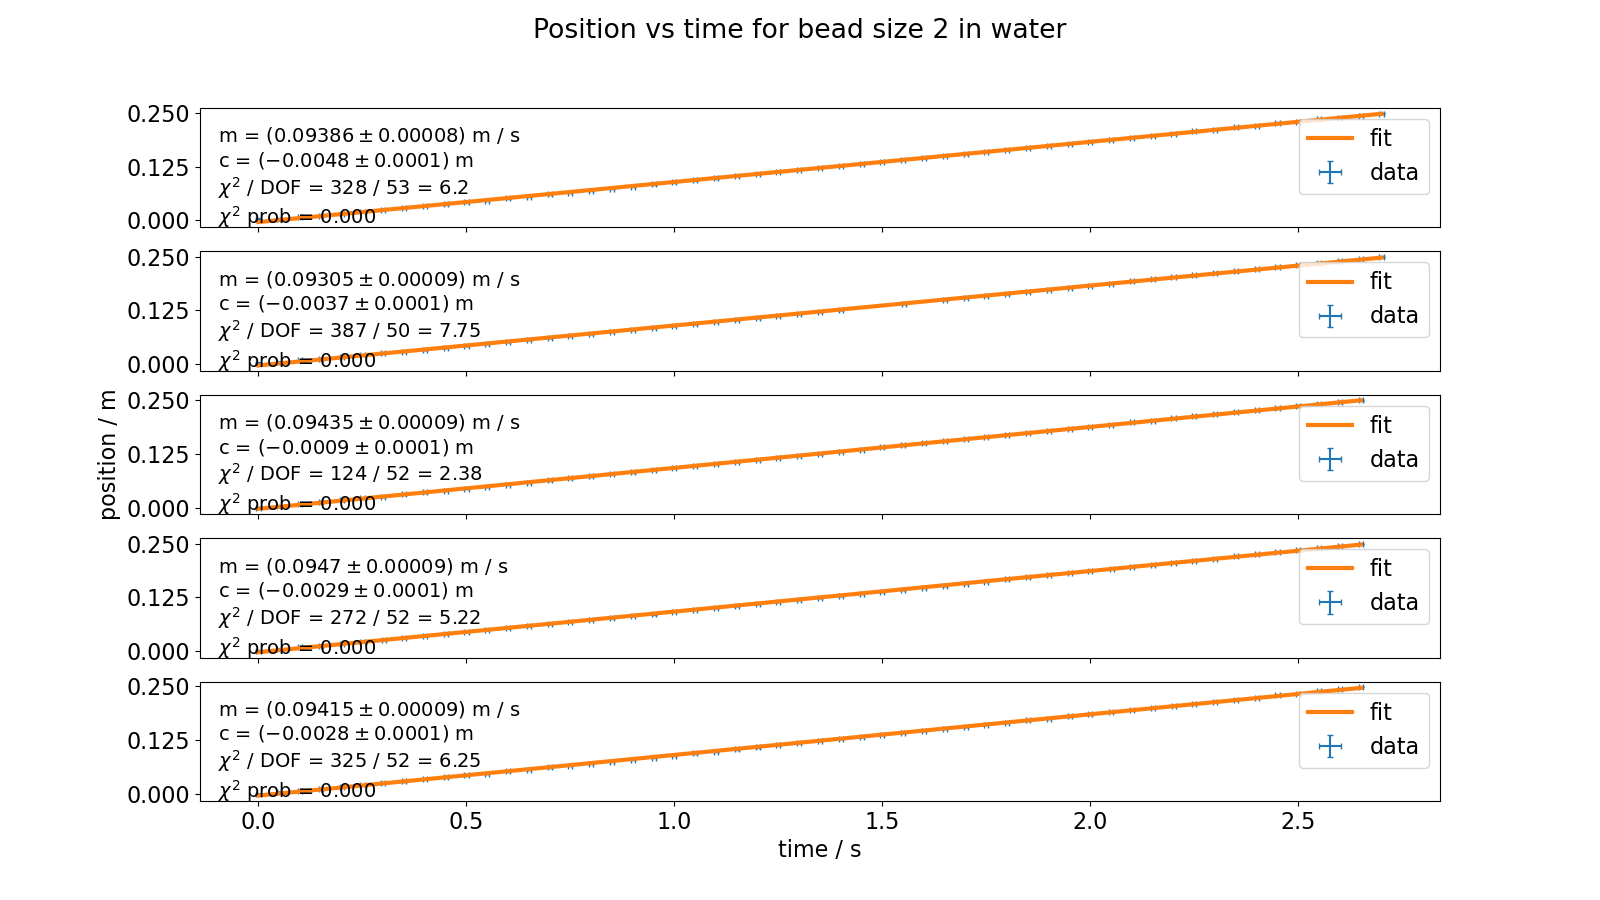 Position vs time for bead size 2 in water
0.250
0.125
0.000
m = (0.09386 ± 0.00008) m / s
c = (−0.0048 ± 0.0001) m
χ² / DOF = 328 / 53 = 6.2
χ² prob = 0.000
fit
data
0.250
0.125
0.000
m = (0.09305 ± 0.00009) m / s
c = (−0.0037 ± 0.0001) m
χ² / DOF = 387 / 50 = 7.75
χ² prob = 0.000
fit
data
position / m
0.250
0.125
0.000
m = (0.09435 ± 0.00009) m / s
c = (−0.0009 ± 0.0001) m
χ² / DOF = 124 / 52 = 2.38
χ² prob = 0.000
fit
data
0.250
0.125
0.000
m = (0.0947 ± 0.00009) m / s
c = (−0.0029 ± 0.0001) m
χ² / DOF = 272 / 52 = 5.22
χ² prob = 0.000
fit
data
0.250
0.125
0.000
m = (0.09415 ± 0.00009) m / s
c = (−0.0028 ± 0.0001) m
χ² / DOF = 325 / 52 = 6.25
χ² prob = 0.000
fit
data
0.0 0.5 1.0 1.5 2.0 2.5
time / s